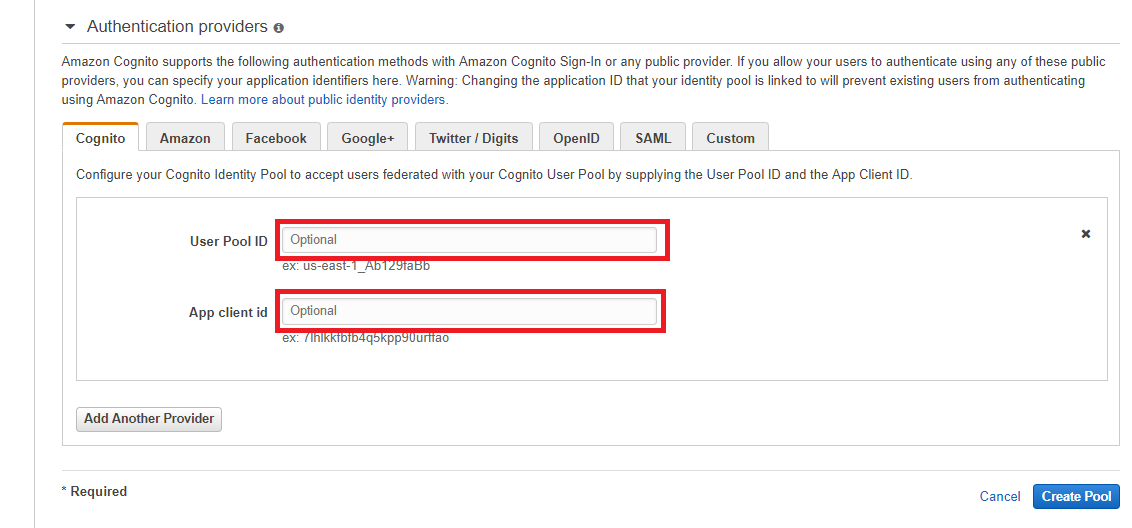 Authentication providers
Amazon Cognito supports the following authentication methods with Amazon Cognito Sign-In or any public provider. If you allow your users to authenticate using any of these public
providers, you can specify your application identifiers here. Warning: Changing the application ID that your identity pool is linked to will prevent existing users from authenticating
using Amazon Cognito. Learn more about public identity providers.
Cognito Amazon Facebook Google+ Twitter / Digits OpenID SAML Custom
Configure your Cognito Identity Pool to accept users federated with your Cognito User Pool by supplying the User Pool ID and the App Client ID.
User Pool ID Optional
ex: us-east-1_Ab129faBb
App client id Optional
ex: 7lhlkkfbfb4q5kpp90urffao
Add Another Provider
* Required
Cancel Create Pool